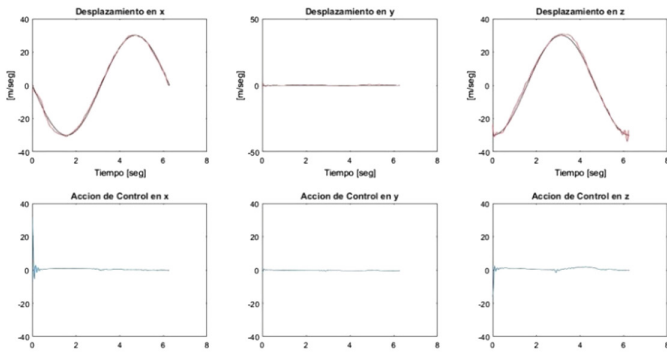 Desplazamiento en x
40
20
0
-20
-40
[m/seg]
0 2 4 6 8
Tiempo [seg]
Desplazamiento en y
50
0
-50
[m/seg]
0 2 4 6 8
Tiempo [seg]
Desplazamiento en z
40
20
0
-20
-40
[m/seg]
0 2 4 6 8
Tiempo [seg]
Accion de Control en x
40
20
0
-20
-40
0 2 4 6 8
Accion de Control en y
40
20
0
-20
-40
0 2 4 6 8
Accion de Control en z
40
20
0
-20
-40
0 2 4 6 8